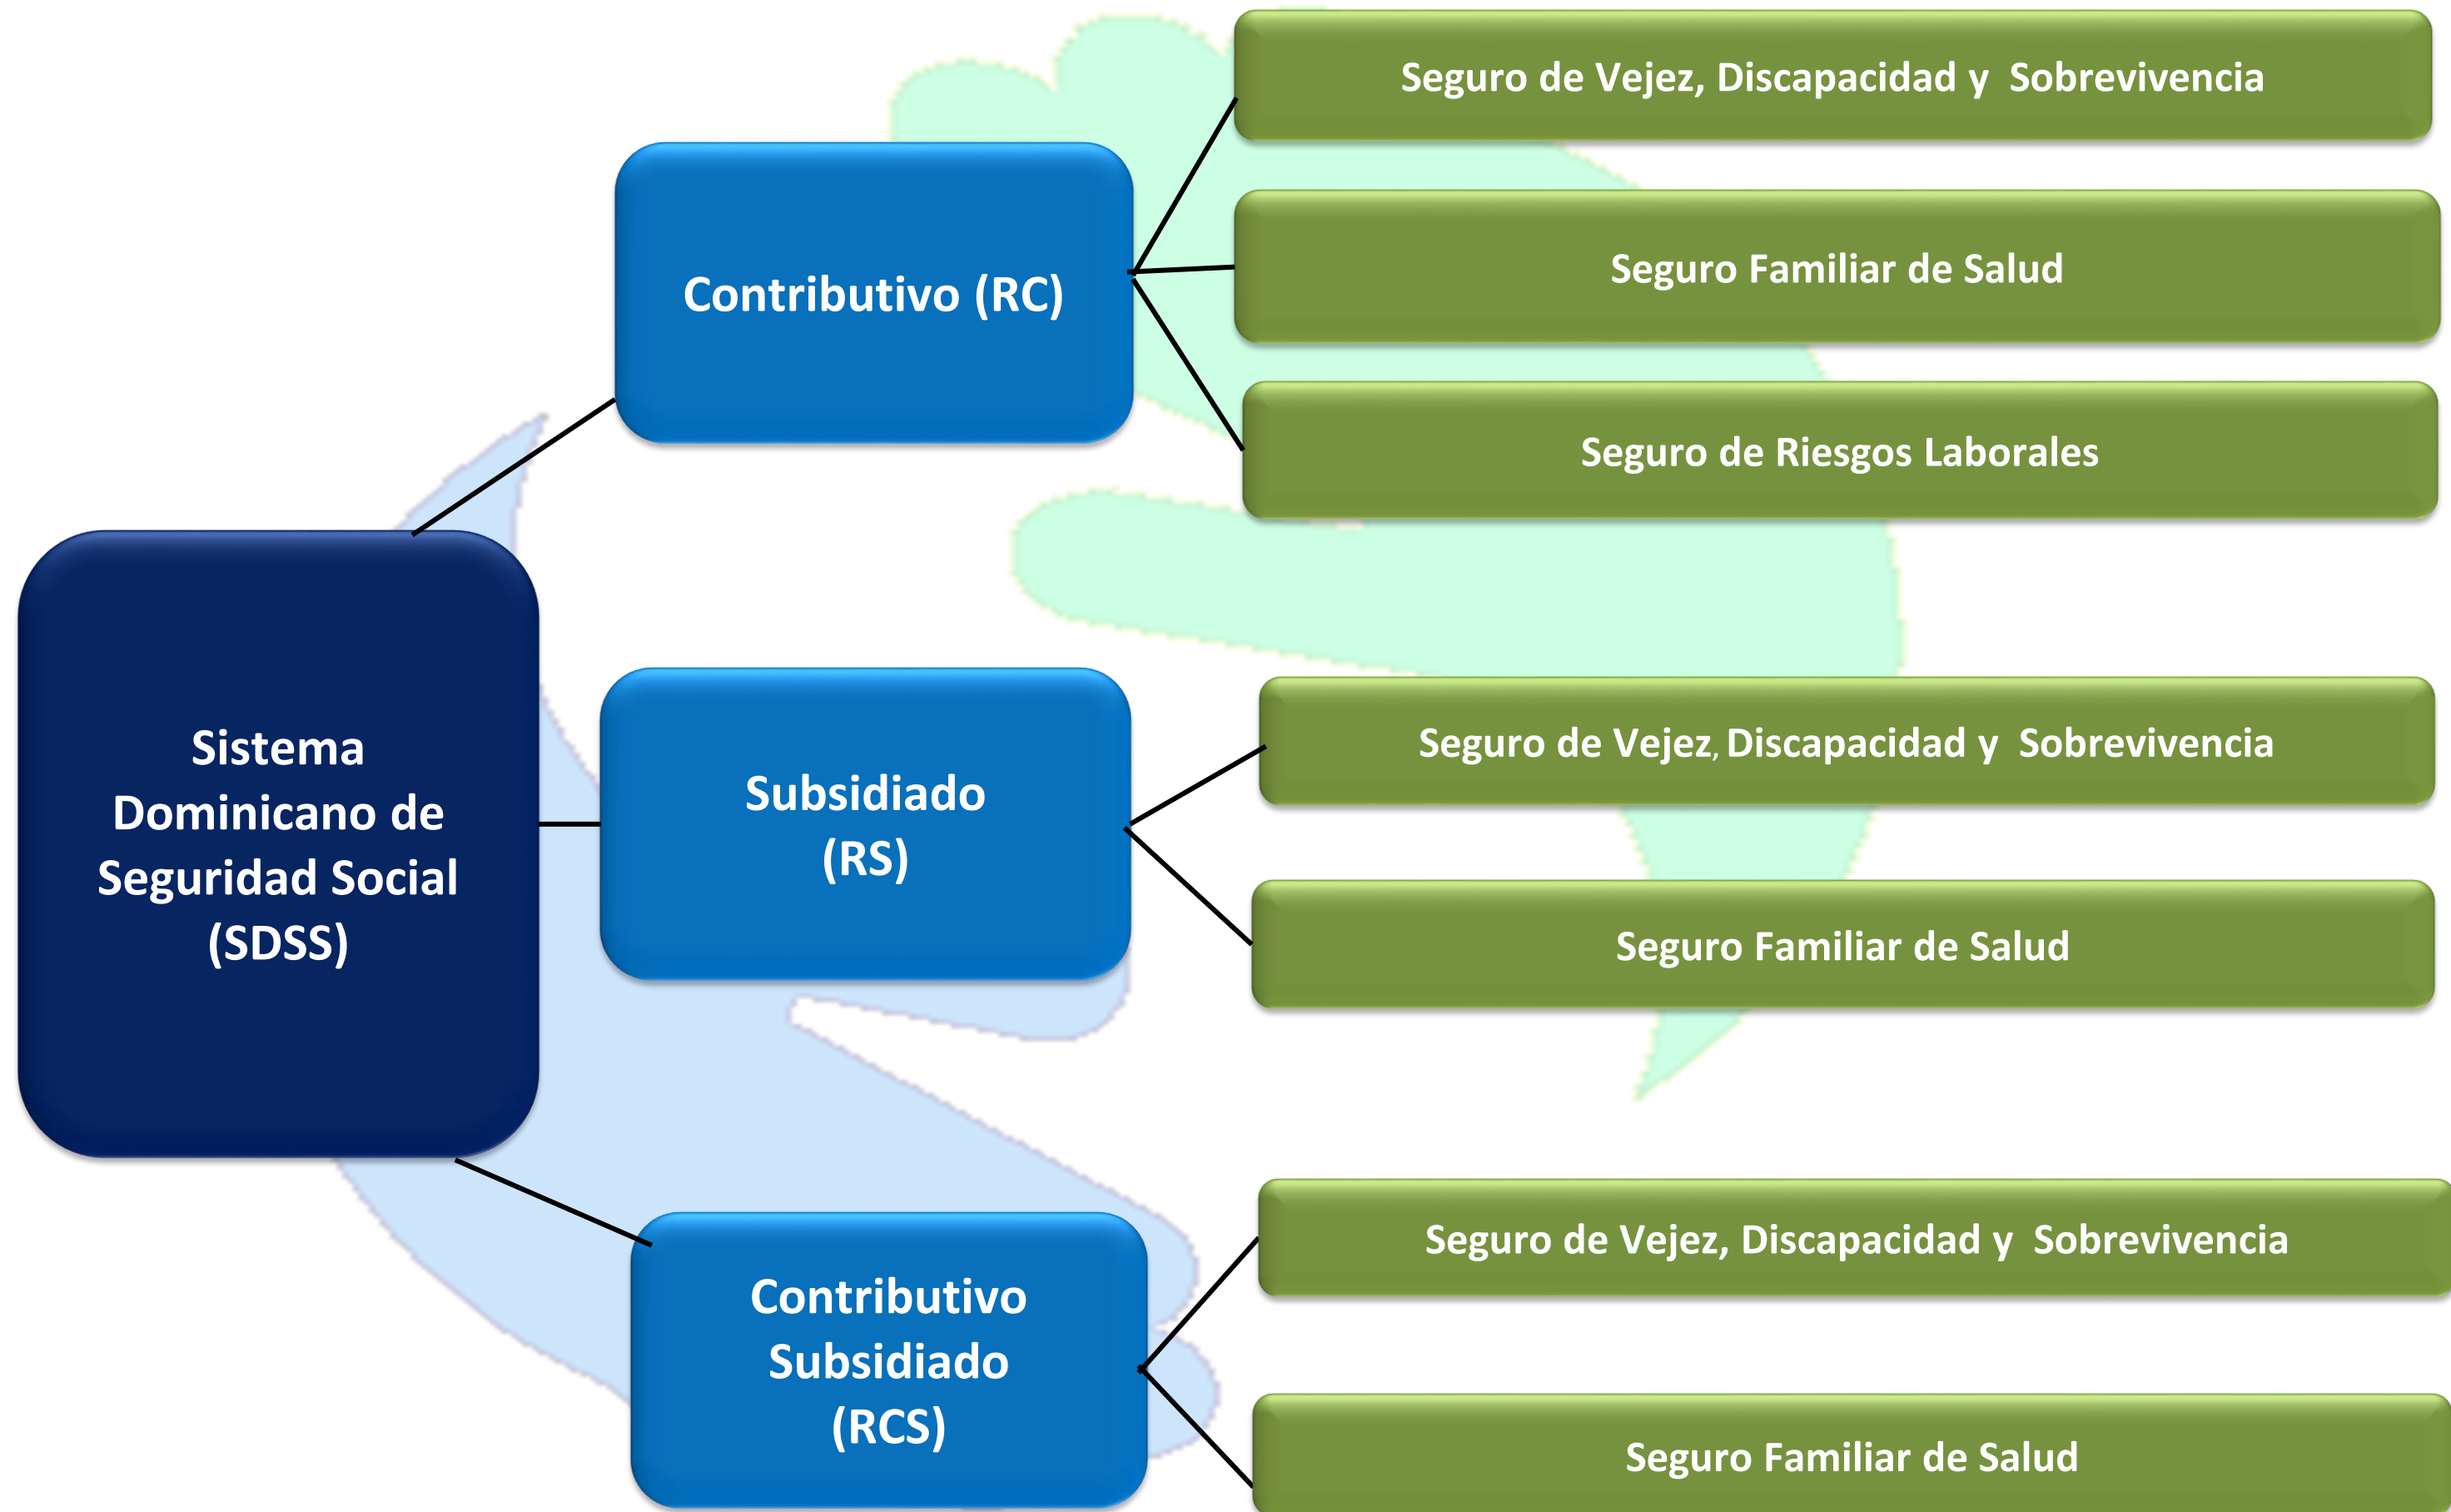 Sistema
Dominicano de
Seguridad Social
(SDSS)
Contributivo (RC)
Seguro de Vejez, Discapacidad y Sobrevivencia
Seguro Familiar de Salud
Seguro de Riesgos Laborales
Subsidiado
(RS)
Seguro de Vejez, Discapacidad y Sobrevivencia
Seguro Familiar de Salud
Contributivo
Subsidiado
(RCS)
Seguro de Vejez, Discapacidad y Sobrevivencia
Seguro Familiar de Salud